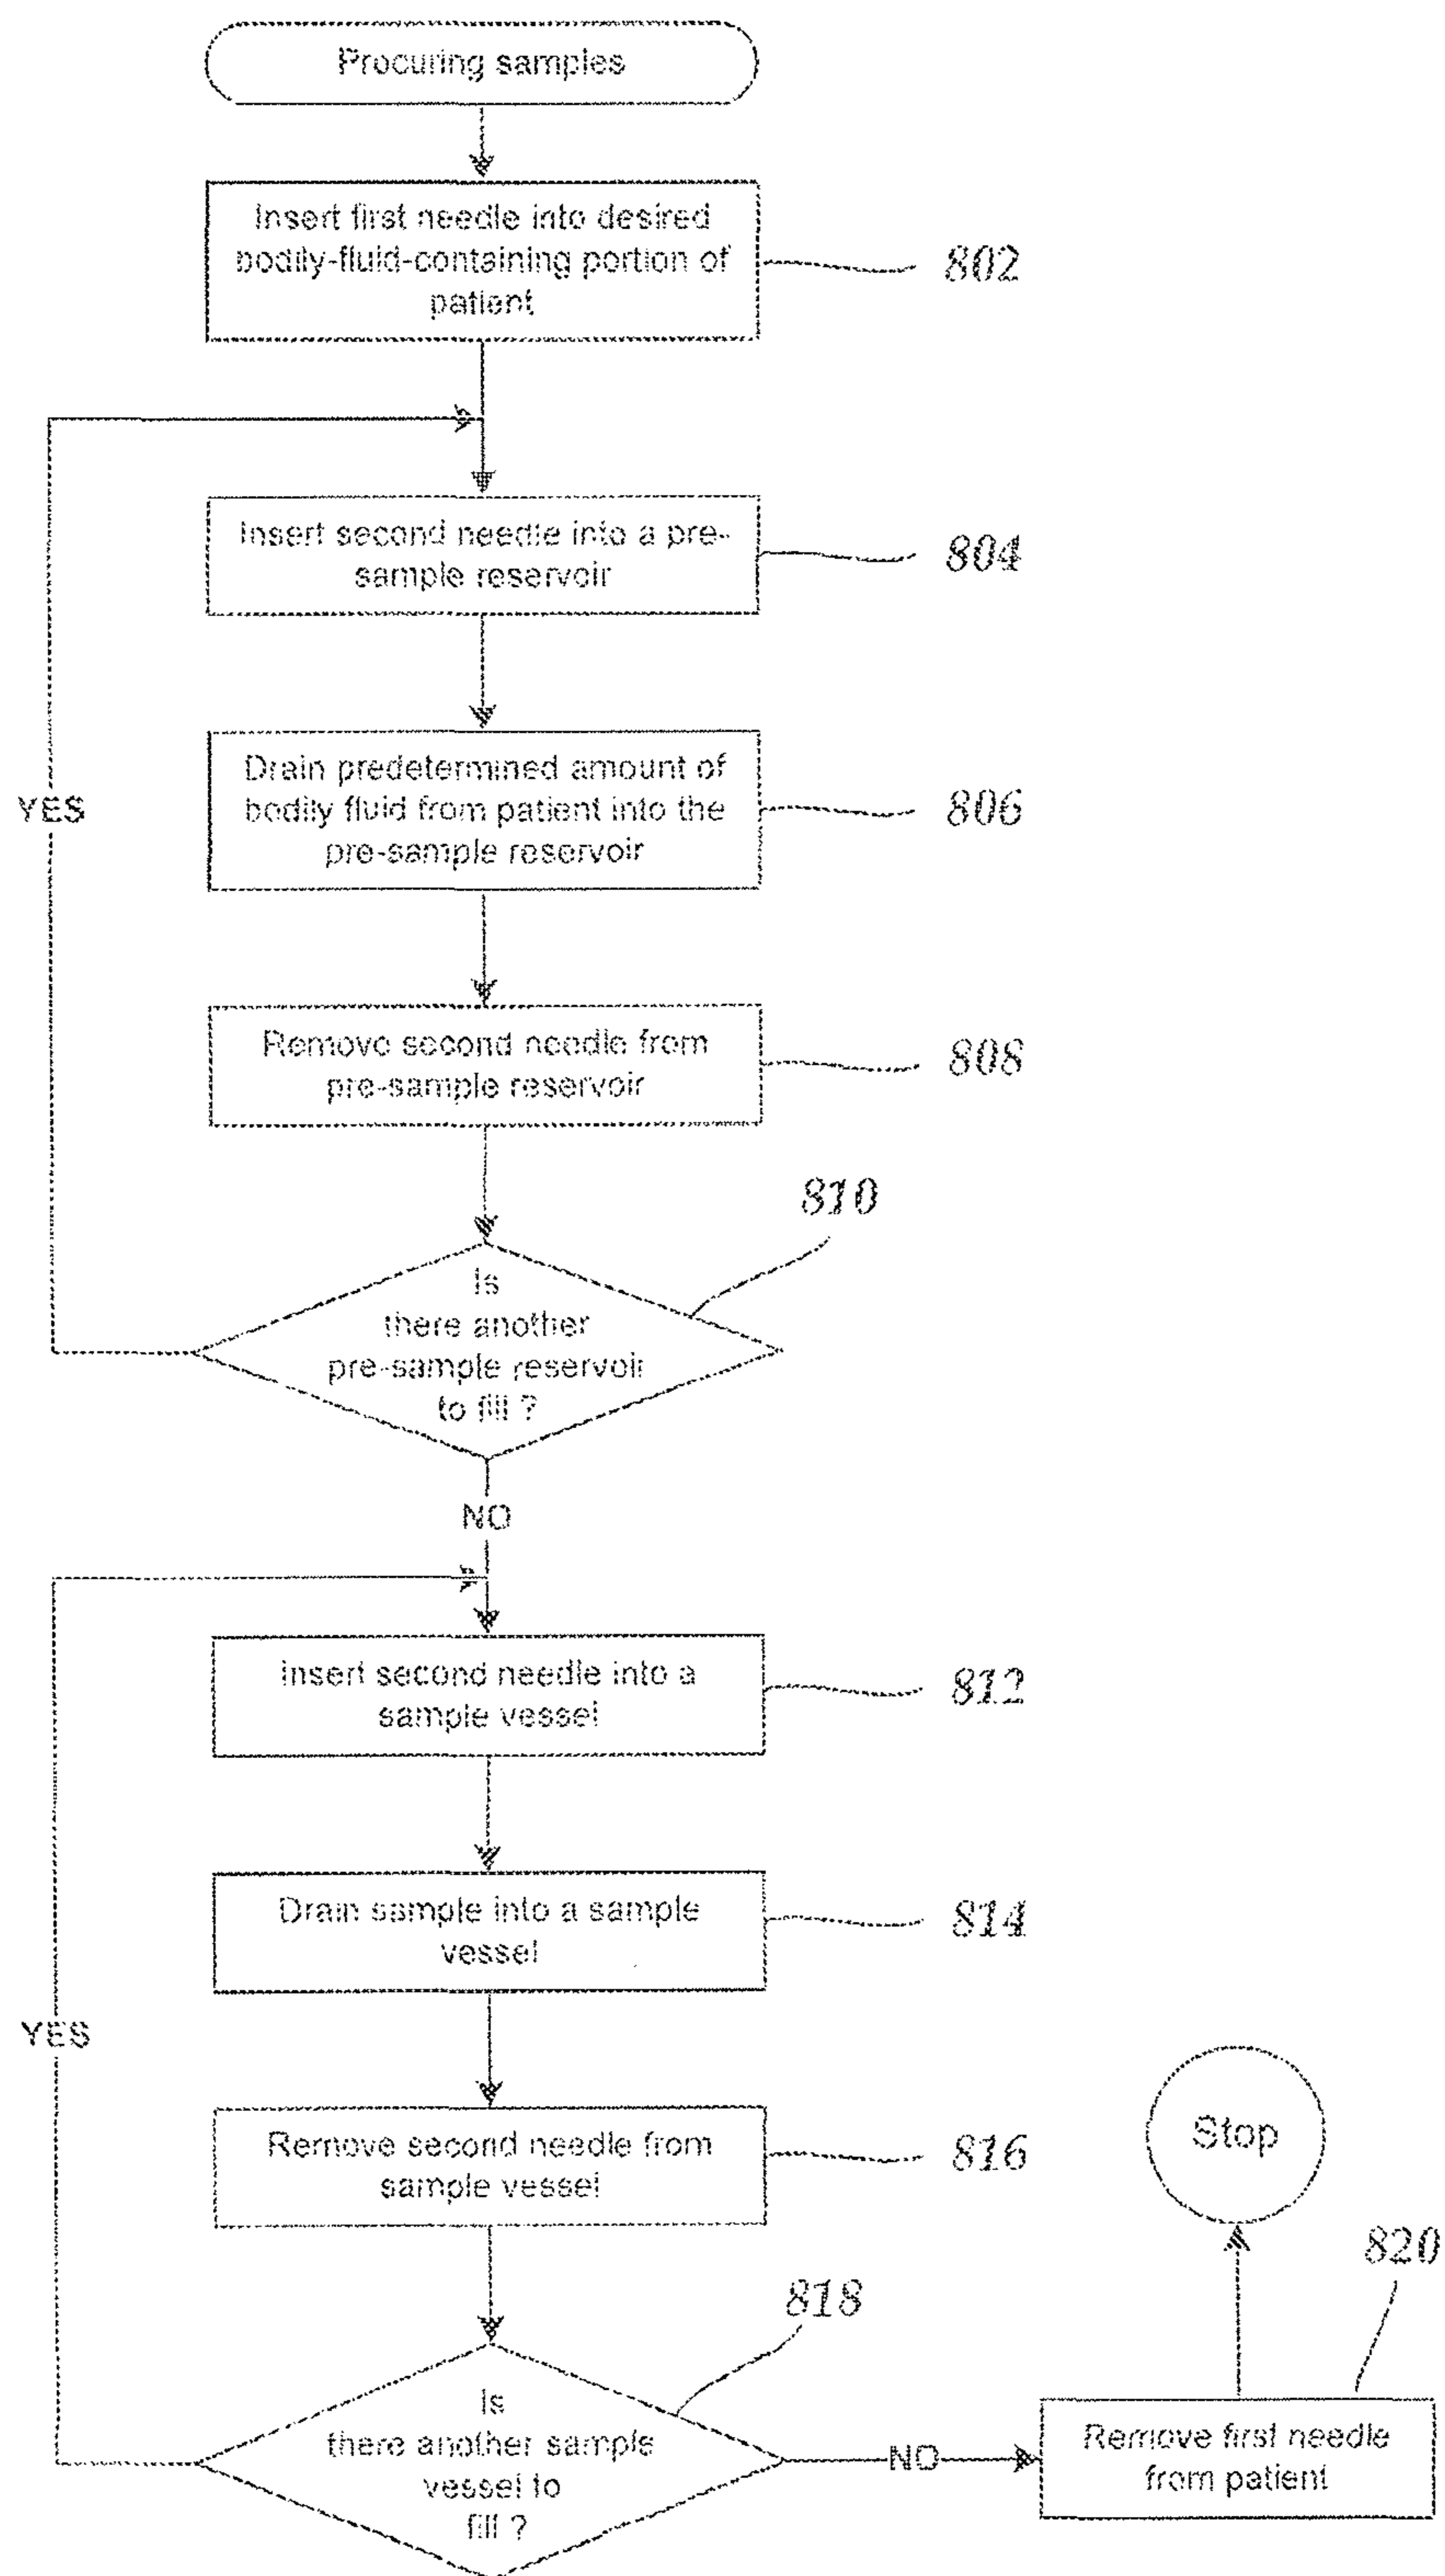 Procuring samples
Insert first needle into desired
bodily-fluid-containing portion of
patient
802
Insert second needle into a pre-
sample reservoir
804
YES
Drain predetermined amount of
bodily fluid from patient into the
pre-sample reservoir
806
Remove second needle from
pre-sample reservoir
808
810
Is
there another
pre-sample reservoir
to fill ?
NO
Insert second needle into a
sample vessel
812
Drain sample into a sample
vessel
814
YES
Remove second needle from
sample vessel
816
Stop
820
818
Is
there another sample
vessel to
fill ?
NO
Remove first needle
from patient